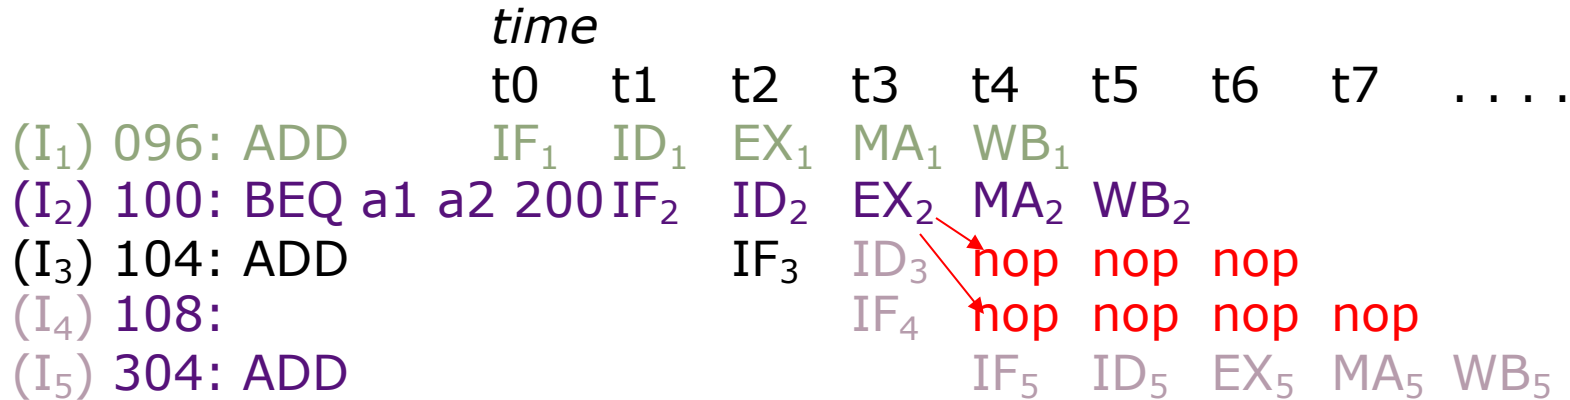 time
t0 t1 t2 t3 t4 t5 t6 t7 . . . .
(I₁) 096: ADD IF₁ ID₁ EX₁ MA₁ WB₁
(I₂) 100: BEQ a1 a2 200 IF₂ ID₂ EX₂ MA₂ WB₂
(I₃) 104: ADD IF₃ ID₃ nop nop nop
(I₄) 108: IF₄ nop nop nop nop
(I₅) 304: ADD IF₅ ID₅ EX₅ MA₅ WB₅